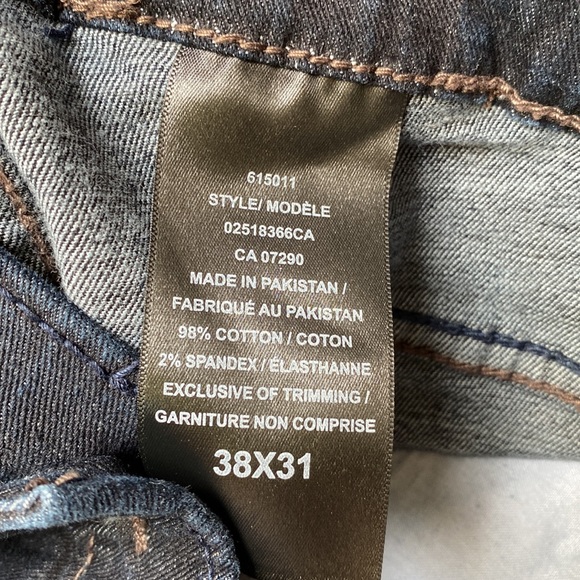 615011
STYLE/ MODÈLE
02518366CA
CA 07290
MADE IN PAKISTAN /
FABRIQUÉ AU PAKISTAN
98% COTTON / COTON
2% SPANDEX / ÉLASTHANNE
EXCLUSIVE OF TRIMMING /
GARNITURE NON COMPRISE
38X31